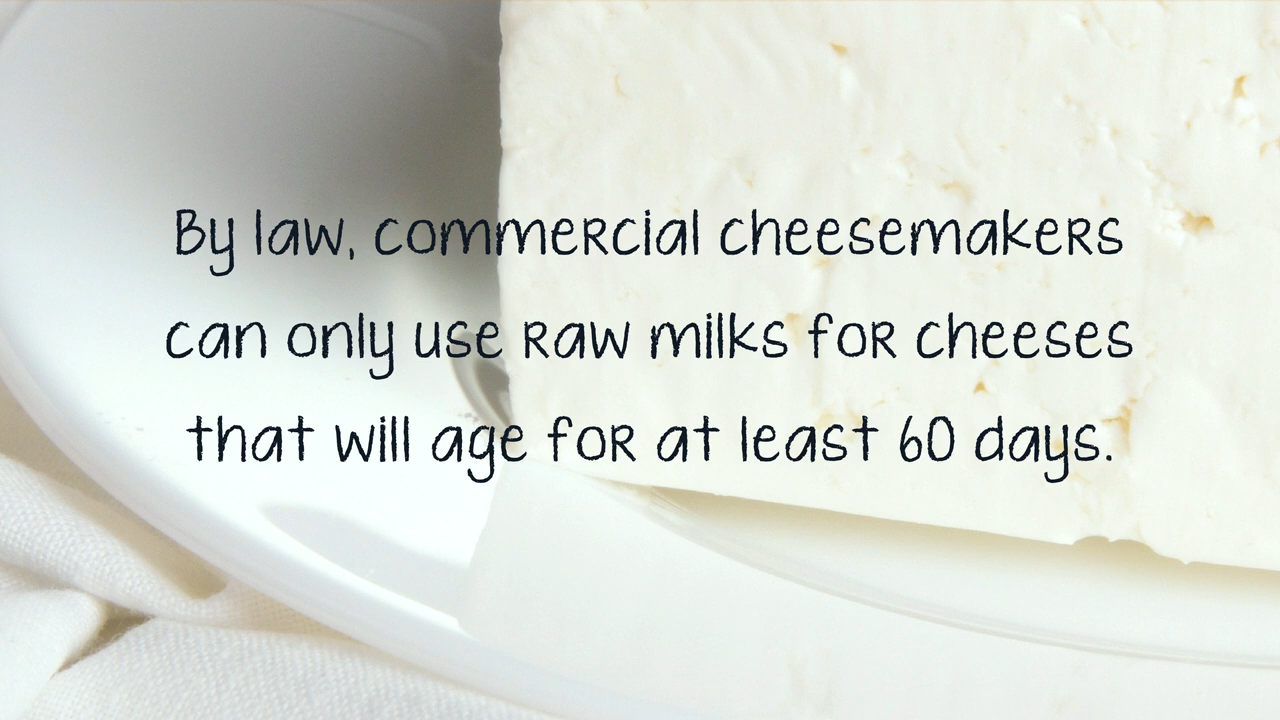 By law, commercial cheesemakers
can only use raw milks for cheeses
that will age for at least 60 days.